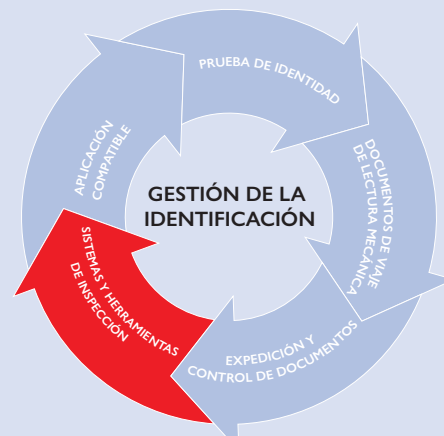 PRUEBA DE IDENTIDAD
DOCUMENTOS DE VIAJE
DE LECTURA MECÁNICA
EXPEDICIÓN Y
CONTROL DE DOCUMENTOS
SISTEMAS Y HERRAMIENTAS
DE INSPECCIÓN
APLICACIÓN
COMPATIBLE
GESTIÓN DE LA
IDENTIFICACIÓN